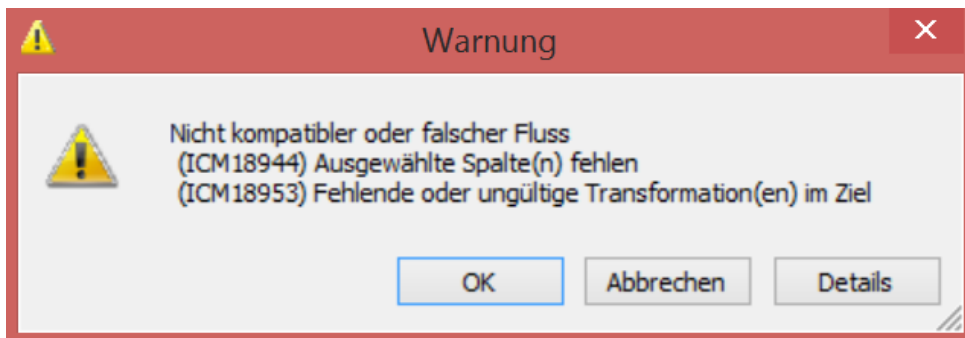 Warnung
Nicht kompatibler oder falscher Fluss
(ICM18944) Ausgewählte Spalte(n) fehlen
(ICM18953) Fehlende oder ungültige Transformation(en) im Ziel
OK Abbrechen Details